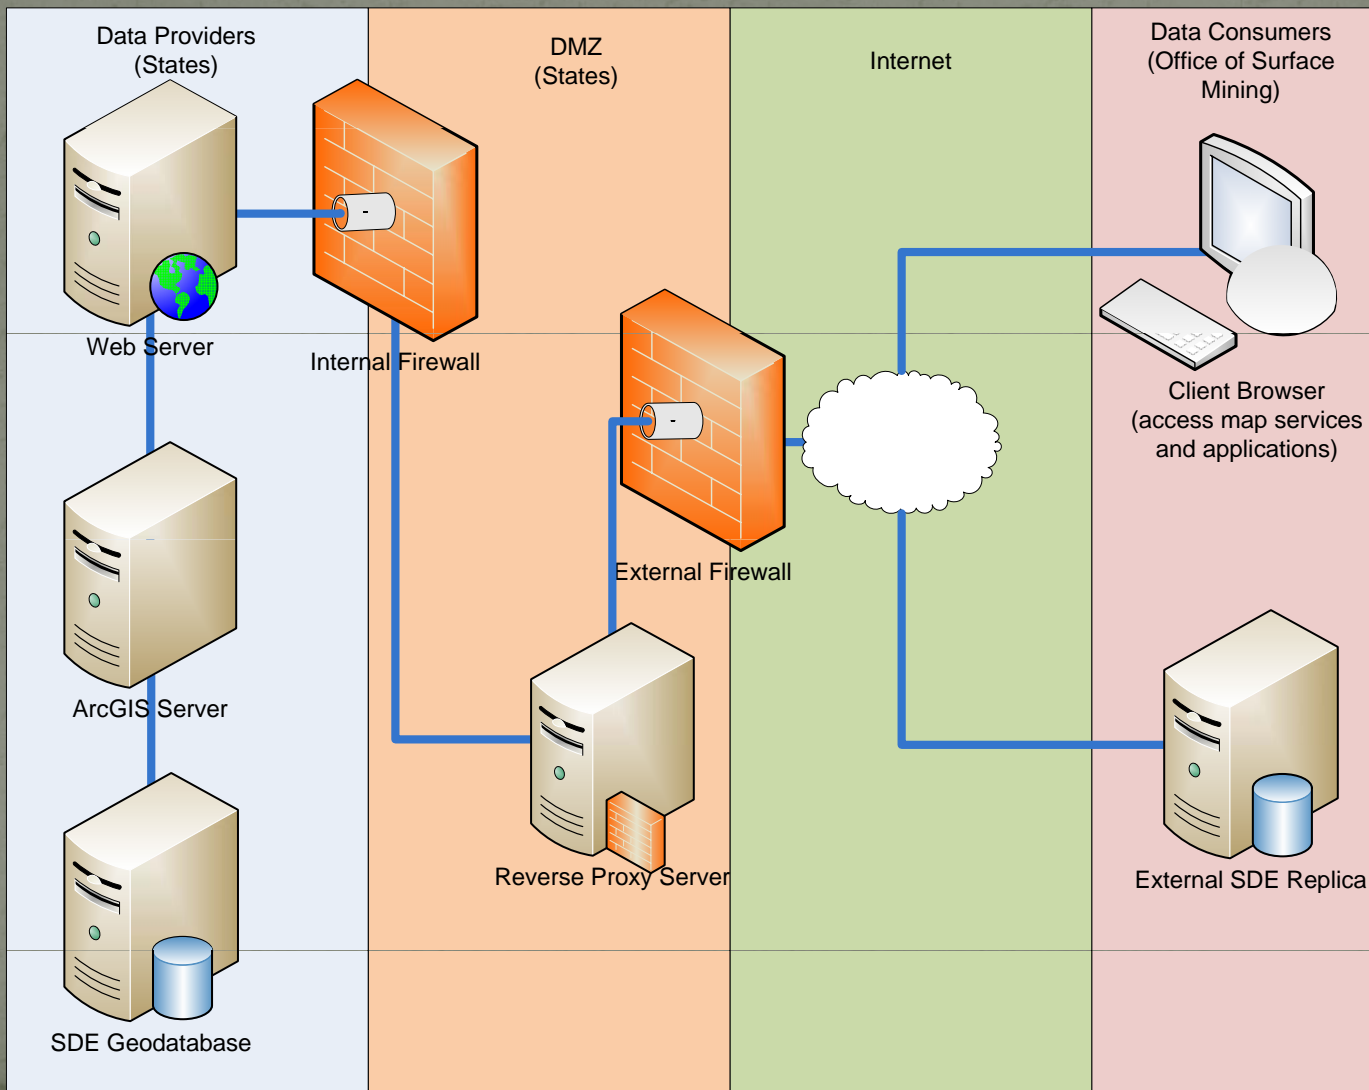 Data Providers
(States)
DMZ
(States)
Internet
Data Consumers
(Office of Surface
Mining)
Web Server
Internal Firewall
-
External Firewall
-
Client Browser
(access map services
and applications)
ArcGIS Server
Reverse Proxy Server
External SDE Replica
SDE Geodatabase